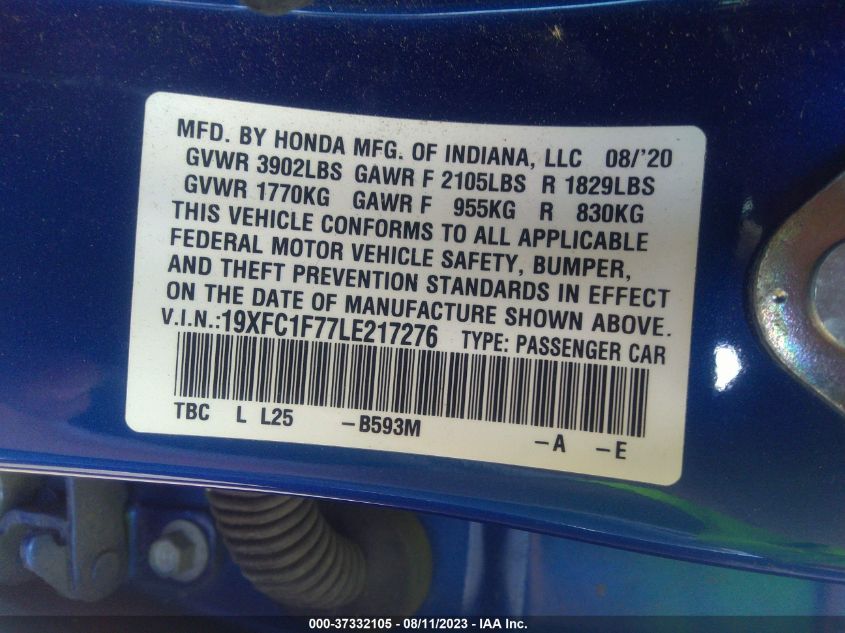 MFD. BY HONDA MFG. OF INDIANA, LLC 08/'20
GVWR 3902LBS GAWR F 2105LBS R 1829LBS
GVWR 1770KG GAWR F 955KG R 830KG
THIS VEHICLE CONFORMS TO ALL APPLICABLE
FEDERAL MOTOR VEHICLE SAFETY, BUMPER,
AND THEFT PREVENTION STANDARDS IN EFFECT
ON THE DATE OF MANUFACTURE SHOWN ABOVE.
V.I.N.:19XFC1F77LE217276 TYPE: PASSENGER CAR
TBC L L25 -B593M -A -E
000-37332105 - 08/11/2023 - IAA Inc.